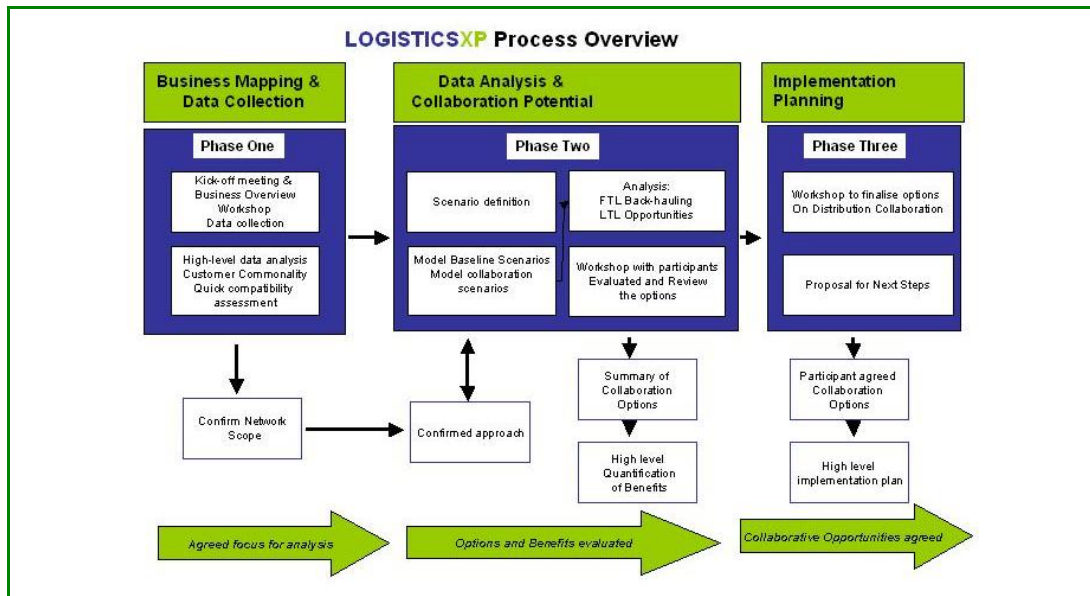 LOGISTICSXP Process Overview
Business Mapping &
Data Collection
Data Analysis &
Collaboration Potential
Implementation
Planning
Phase One
Kick-off meeting &
Business Overview
Workshop
Data collection
High-level data analysis
Customer Commonality
Quick compatibility
assessment
Phase Two
Scenario definition
Analysis:
FTL Back-hauling
LTL Opportunities
Model Baseline Scenarios
Model collaboration
scenarios
Workshop with participants
Evaluated and Review
the options
Phase Three
Workshop to finalise options
On Distribution Collaboration
Proposal for Next Steps
Confirm Network
Scope
Confirmed approach
Summary of
Collaboration
Options
High level
Quantification
of Benefits
Participant agreed
Collaboration
Options
High level
implementation plan
Agreed focus for analysis
Options and Benefits evaluated
Collaborative Opportunities agreed